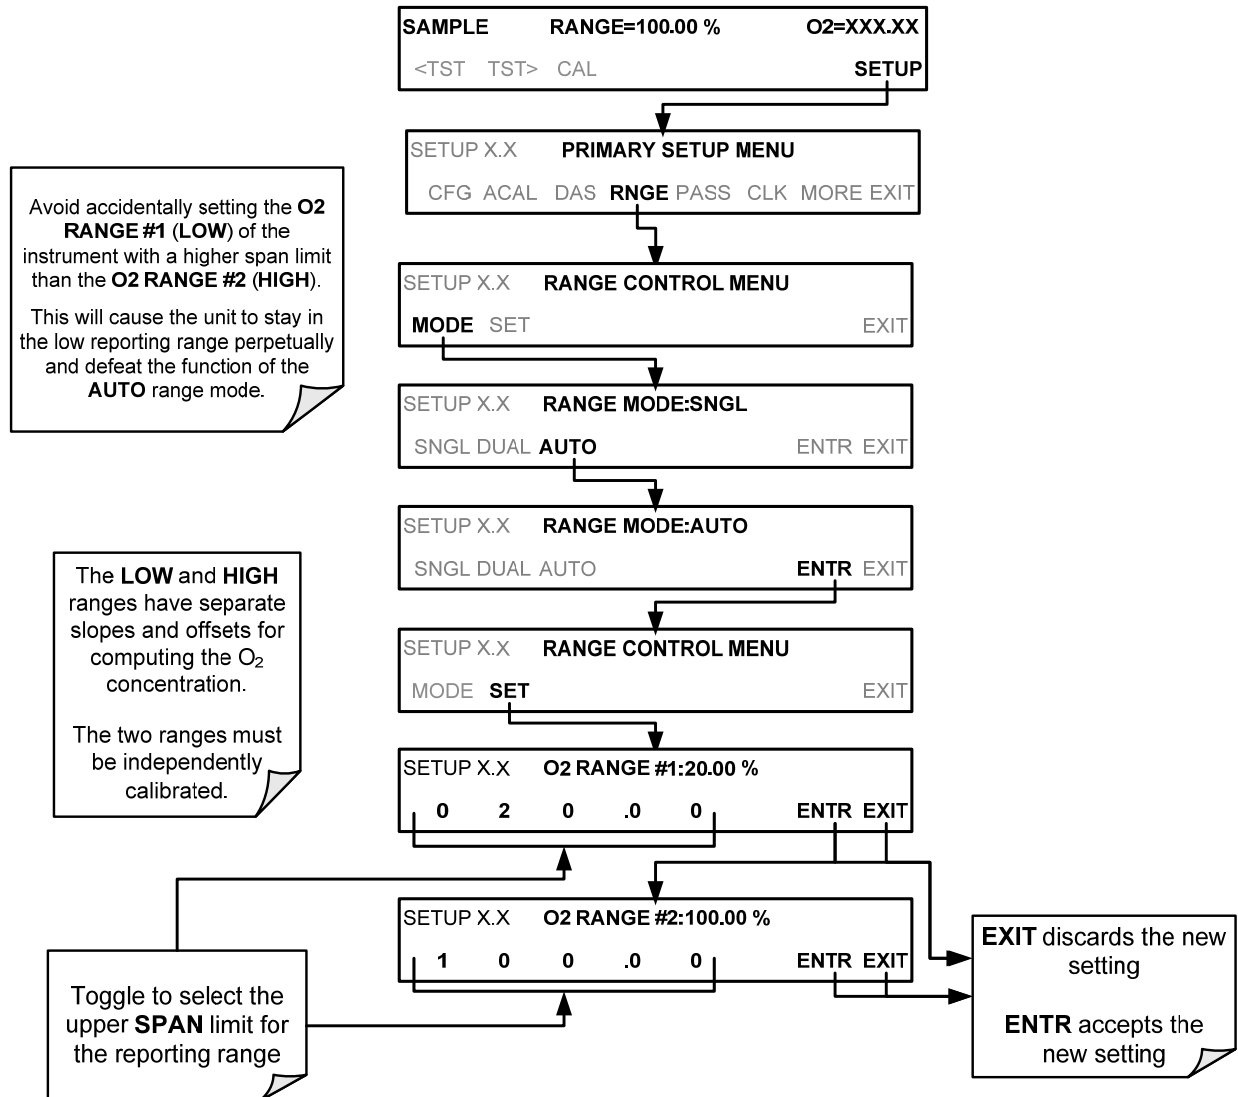 SAMPLE RANGE=100.00 % O2=XXX.XX
<TST TST> CAL SETUP
SETUP X.X PRIMARY SETUP MENU
CFG ACAL DAS RNGE PASS CLK MORE EXIT
Avoid accidentally setting the O2
RANGE #1 (LOW) of the
instrument with a higher span limit
than the O2 RANGE #2 (HIGH).
This will cause the unit to stay in
the low reporting range perpetually
and defeat the function of the
AUTO range mode.
SETUP X.X RANGE CONTROL MENU
MODE SET EXIT
SETUP X.X RANGE MODE:SNGL
SNGL DUAL AUTO ENTR EXIT
SETUP X.X RANGE MODE:AUTO
SNGL DUAL AUTO ENTR EXIT
The LOW and HIGH
ranges have separate
slopes and offsets for
computing the O₂
concentration.
The two ranges must
be independently
calibrated.
SETUP X.X RANGE CONTROL MENU
MODE SET EXIT
SETUP X.X O2 RANGE #1:20.00 %
0 2 0 .0 0 ENTR EXIT
SETUP X.X O2 RANGE #2:100.00 %
1 0 0 .0 0 ENTR EXIT
Toggle to select the
upper SPAN limit for
the reporting range
EXIT discards the new
setting
ENTR accepts the
new setting